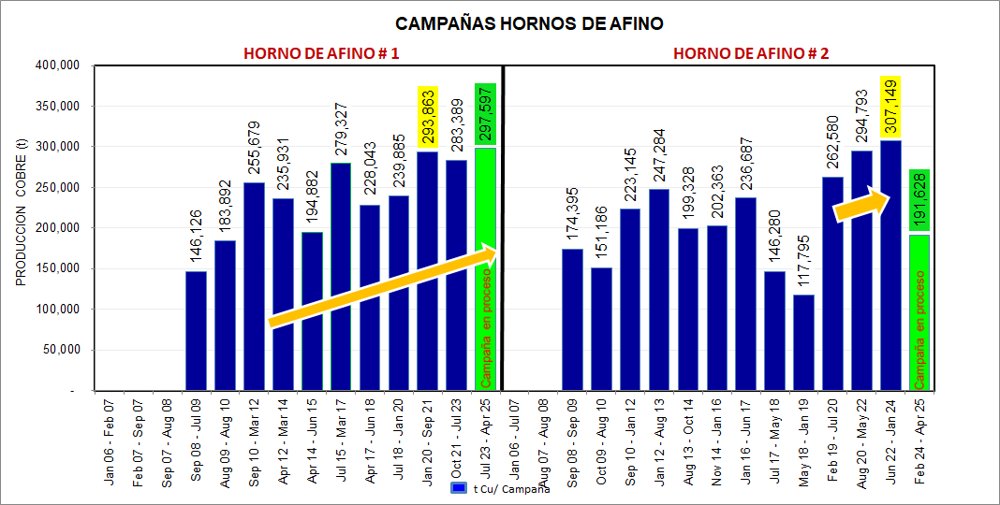 CAMPAÑAS HORNOS DE AFINO
HORNO DE AFINO # 1
HORNO DE AFINO # 2
PRODUCCION COBRE (t)
400,000
350,000
300,000
250,000
200,000
150,000
100,000
50,000
-
146,126
183,892
255,679
235,931
194,882
279,327
228,043
239,885
293,863
283,389
297,597
Campaña en proceso
174,395
151,186
223,145
247,284
199,328
202,363
236,687
146,280
117,795
262,580
294,793
307,149
191,628
Campaña en proceso
Jan 06 - Feb 07
Feb 07 - Sep 07
Sep 07 - Aug 08
Sep 08 - Jul 09
Aug 09 - Aug 10
Sep 10 - Mar 12
Apr 12 - Mar 14
Apr 14 - Jun 15
Jul 15 - Mar 17
Apr 17 - Jun 18
Jul 18 - Jan 20
Jan 20 - Sep 21
Oct 21 - Jul 23
Jul 23 - Apr 25
Jan 06 - Jul 07
Aug 07 - Aug 08
Sep 08 - Sep 09
Oct 09 - Aug 10
Sep 10 - Jan 12
Jan 12 - Aug 13
Aug 13 - Oct 14
Nov 14 - Jan 16
Jan 16 - Jun 17
Jul 17 - May 18
May 18 - Jan 19
Feb 19 - Jul 20
Aug 20 - May 22
Jun 22 - Jan 24
Feb 24 - Apr 25
t Cu/ Campaña